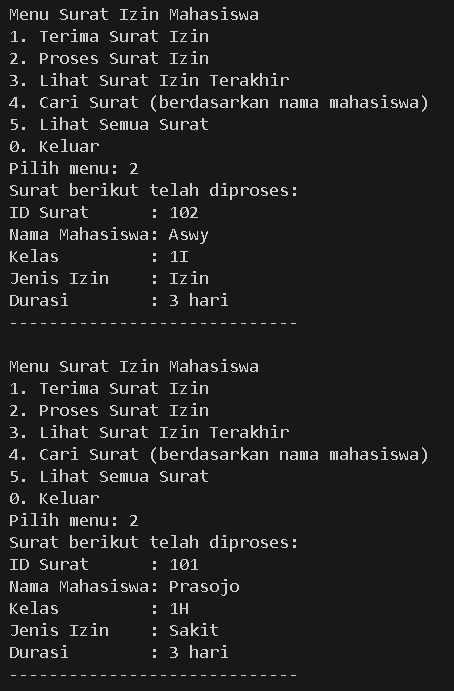 Menu Surat Izin Mahasiswa
1. Terima Surat Izin
2. Proses Surat Izin
3. Lihat Surat Izin Terakhir
4. Cari Surat (berdasarkan nama mahasiswa)
5. Lihat Semua Surat
0. Keluar
Pilih menu: 2
Surat berikut telah diproses:
ID Surat      : 102
Nama Mahasiswa: Aswy
Kelas         : 1I
Jenis Izin    : Izin
Durasi        : 3 hari
-----------------------------

Menu Surat Izin Mahasiswa
1. Terima Surat Izin
2. Proses Surat Izin
3. Lihat Surat Izin Terakhir
4. Cari Surat (berdasarkan nama mahasiswa)
5. Lihat Semua Surat
0. Keluar
Pilih menu: 2
Surat berikut telah diproses:
ID Surat      : 101
Nama Mahasiswa: Prasojo
Kelas         : 1H
Jenis Izin    : Sakit
Durasi        : 3 hari
-----------------------------